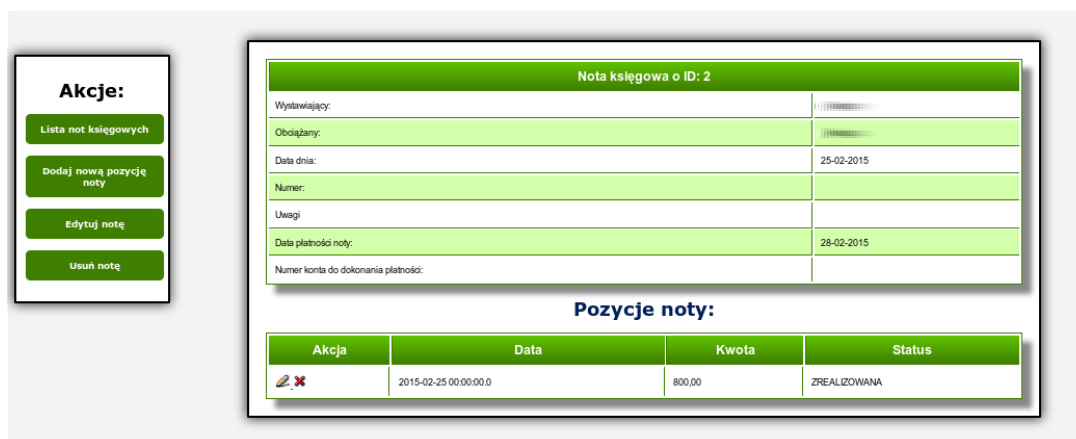 Akcje:
Lista not księgowych
Dodaj nową pozycję
noty
Edytuj notę
Usuń notę
Nota księgowa o ID: 2
Wystawiający:
Obciążany:
Data dnia: 25-02-2015
Numer:
Uwagi
Data płatności noty: 28-02-2015
Numer konta do dokonania płatności:
Pozycje noty:
Akcja Data Kwota Status
2015-02-25 00:00:00.0 800,00 ZREALIZOWANA